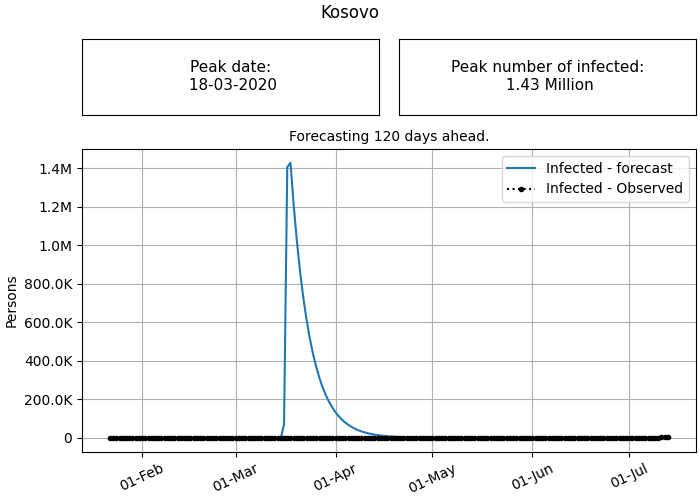 Kosovo
Peak date:
18-03-2020
Peak number of infected:
1.43 Million
Forecasting 120 days ahead.
Infected - forecast
Infected - Observed
Persons
1.4M
1.2M
1.0M
800.0K
600.0K
400.0K
200.0K
0
01-Feb
01-Mar
01-Apr
01-May
01-Jun
01-Jul